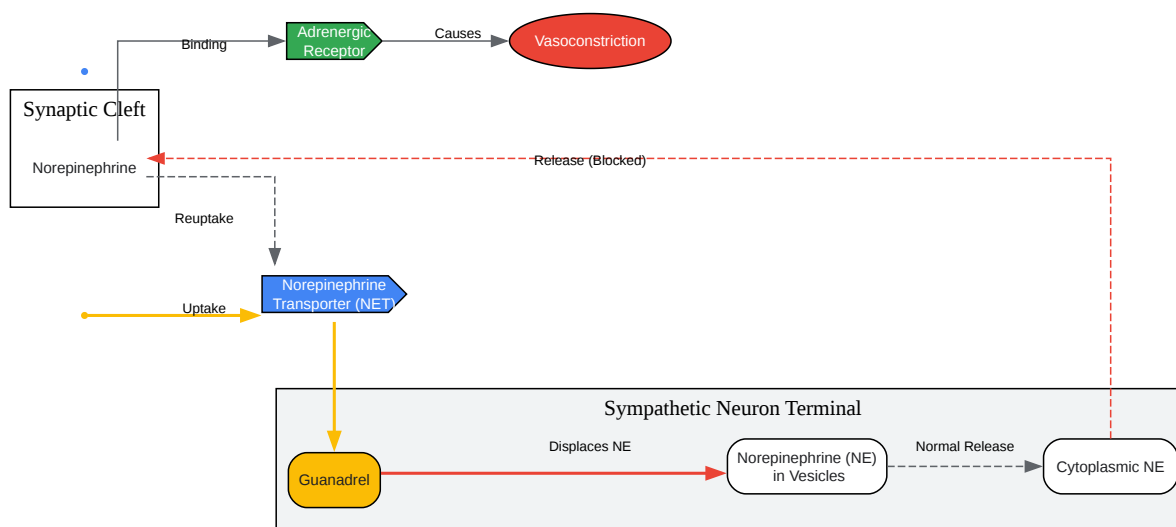 Adrenergic
Receptor
Binding
Causes
Vasoconstriction
Synaptic Cleft
Norepinephrine
Release (Blocked)
Reuptake
Norepinephrine
Transporter (NET)
Uptake
Sympathetic Neuron Terminal
Displaces NE
Normal Release
Guanadrel
Norepinephrine (NE)
in Vesicles
Cytoplasmic NE